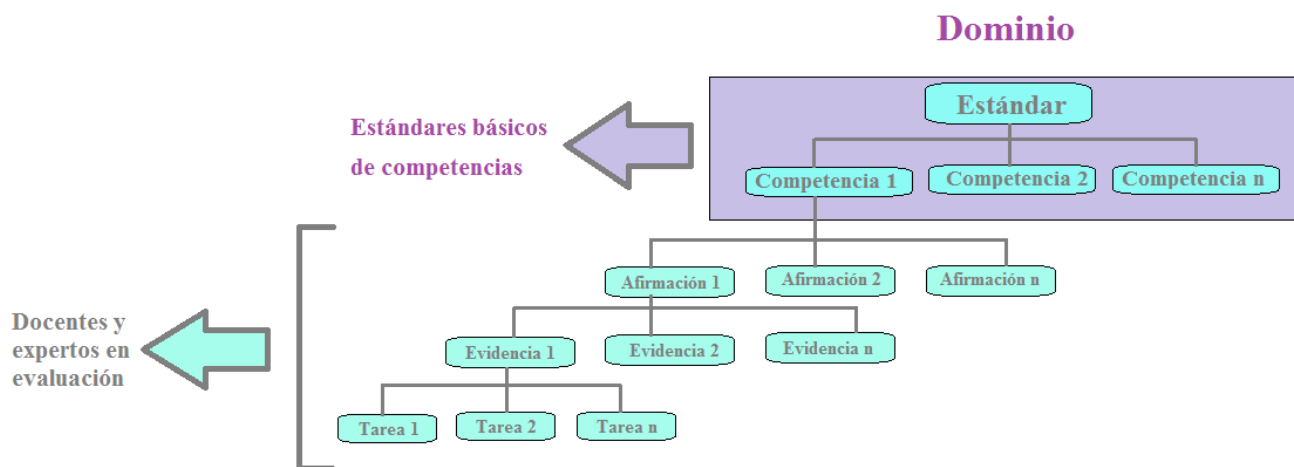 Dominio
Estándar
Estándares básicos
de competencias
Competencia 1
Competencia 2
Competencia n
Afirmación 1
Afirmación 2
Afirmación n
Docentes y
expertos en
evaluación
Evidencia 1
Evidencia 2
Evidencia n
Tarea 1
Tarea 2
Tarea n